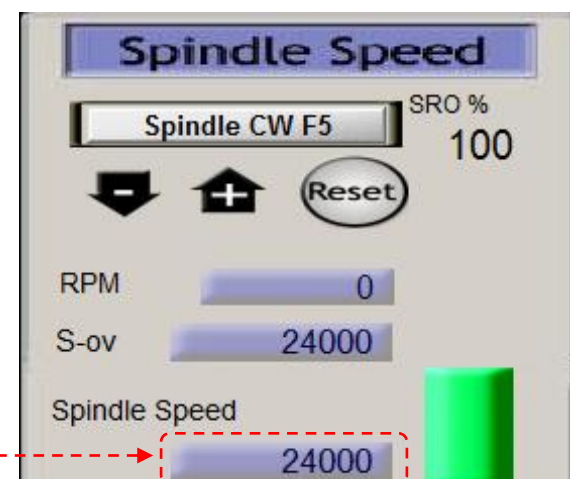 Spindle Speed
Spindle CW F5
SRO %
100
-
+
Reset
RPM 0
S-ov 24000
Spindle Speed
24000